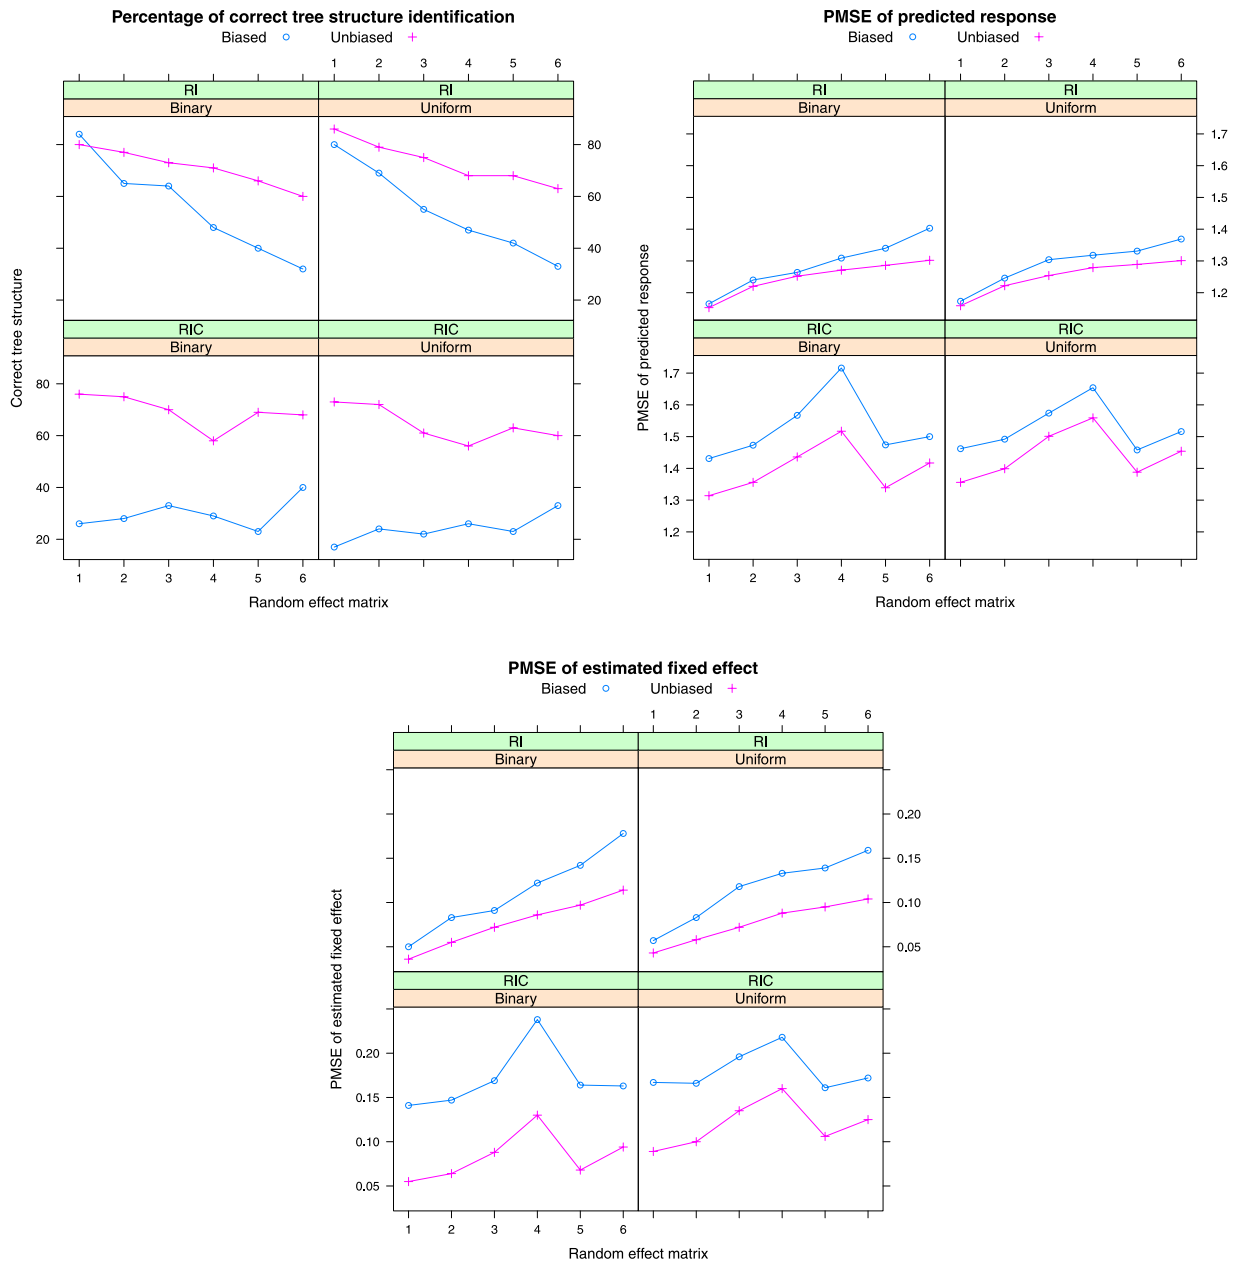 Percentage of correct tree structure identification
Biased Unbiased
1 2 3 4 5 6
RI RI
Binary Uniform
80
60
40
20
Correct tree structure
RIC RIC
Binary Uniform
80
60
40
20
1 2 3 4 5 6
Random effect matrix
PMSE of predicted response
Biased Unbiased
1 2 3 4 5 6
RI RI
Binary Uniform
1.7
1.6
1.5
1.4
1.3
1.2
PMSE of predicted response
RIC RIC
Binary Uniform
1.7
1.6
1.5
1.4
1.3
1.2
1 2 3 4 5 6
Random effect matrix
PMSE of estimated fixed effect
Biased Unbiased
1 2 3 4 5 6
RI RI
Binary Uniform
0.20
0.15
0.10
0.05
PMSE of estimated fixed effect
RIC RIC
Binary Uniform
0.20
0.15
0.10
0.05
1 2 3 4 5 6
Random effect matrix